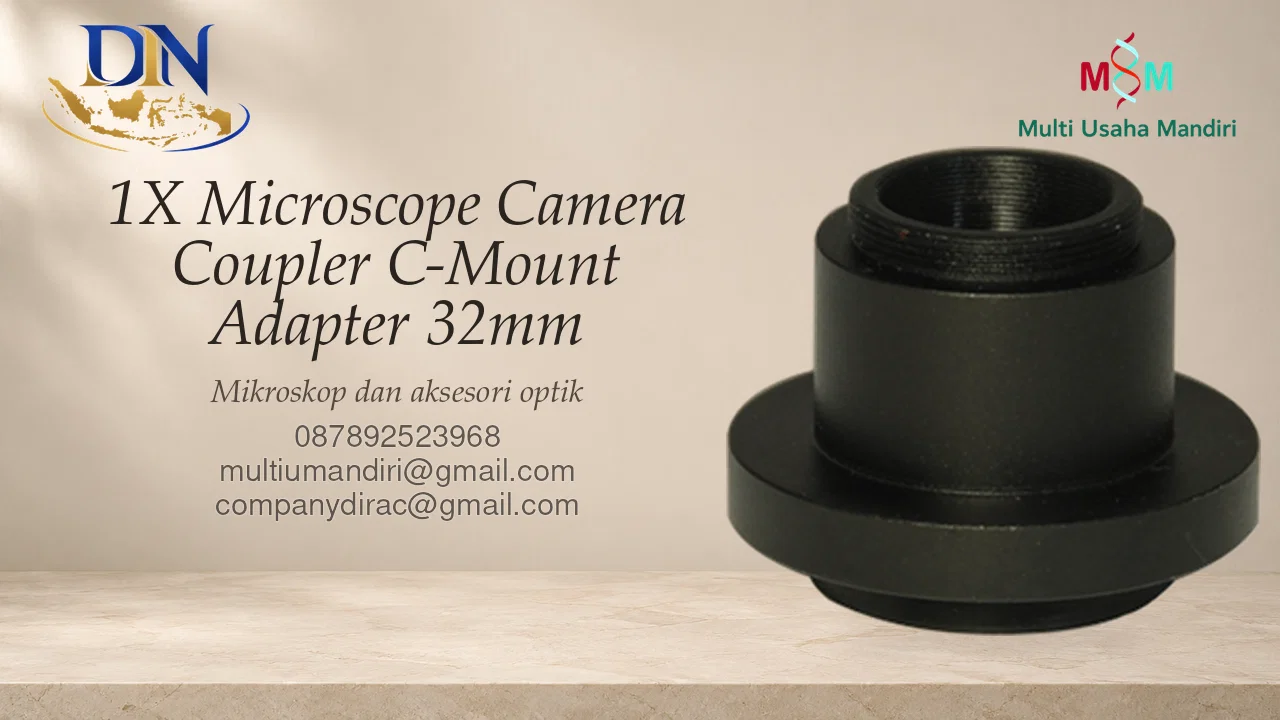 DN
M M
Multi Usaha Mandiri
1X Microscope Camera
Coupler C-Mount
Adapter 32mm
Mikroskop dan aksesori optik
087892523968
multiumandiri@gmail.com
companydirac@gmail.com